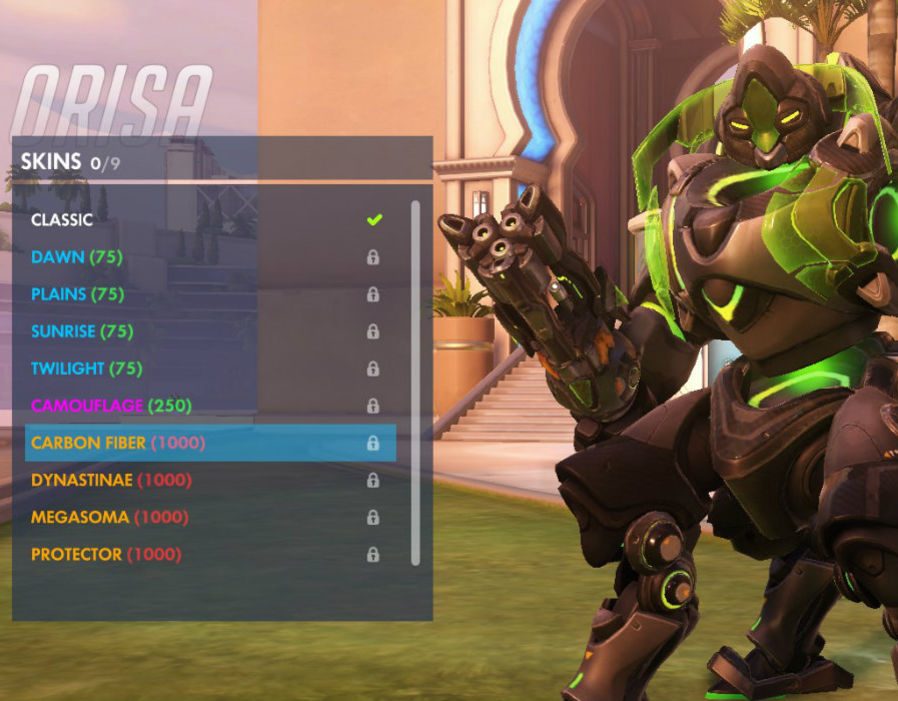 ORISA
SKINS 0/9
CLASSIC
DAWN (75)
PLAINS (75)
SUNRISE (75)
TWILIGHT (75)
CAMOUFLAGE (250)
CARBON FIBER (1000)
DYNASTINAE (1000)
MEGASOMA (1000)
PROTECTOR (1000)